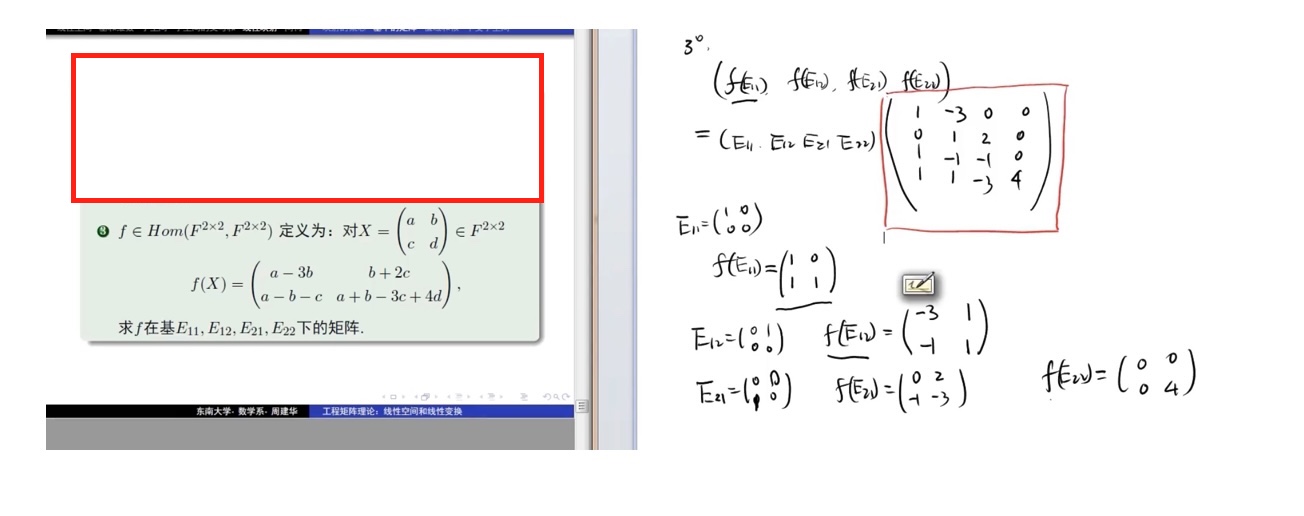 ❸ f ∈ Hom(F^{2×2}, F^{2×2}) 定义为：对X = \begin{pmatrix} a & b \\ c & d \end{pmatrix} ∈ F^{2×2}
f(X) = \begin{pmatrix} a − 3b & b + 2c \\ a − b − c & a + b − 3c + 4d \end{pmatrix},
求f在基E_{11}, E_{12}, E_{21}, E_{22}下的矩阵.
东南大学·数学系·周建华 工程矩阵理论：线性空间和线性变换
3°.
(f(E_{11}) f(E_{12}), f(E_{21}) f(E_{22}))
= (E_{11}. E_{12} E_{21} E_{22}) \begin{pmatrix} 1 & -3 & 0 & 0 \\ 0 & 1 & 2 & 0 \\ 1 & -1 & -1 & 0 \\ 1 & 1 & -3 & 4 \end{pmatrix}
E_{11}=\begin{pmatrix} 1 & 0 \\ 0 & 0 \end{pmatrix}
f(E_{11})=\begin{pmatrix} 1 & 0 \\ 1 & 1 \end{pmatrix}
E_{12}=\begin{pmatrix} 0 & 1 \\ 0 & 0 \end{pmatrix} f(E_{12})=\begin{pmatrix} -3 & 1 \\ -1 & 1 \end{pmatrix}
E_{21}=\begin{pmatrix} 0 & 0 \\ 1 & 0 \end{pmatrix} f(E_{21})=\begin{pmatrix} 0 & 2 \\ -1 & -3 \end{pmatrix} f(E_{22})=\begin{pmatrix} 0 & 0 \\ 0 & 4 \end{pmatrix}